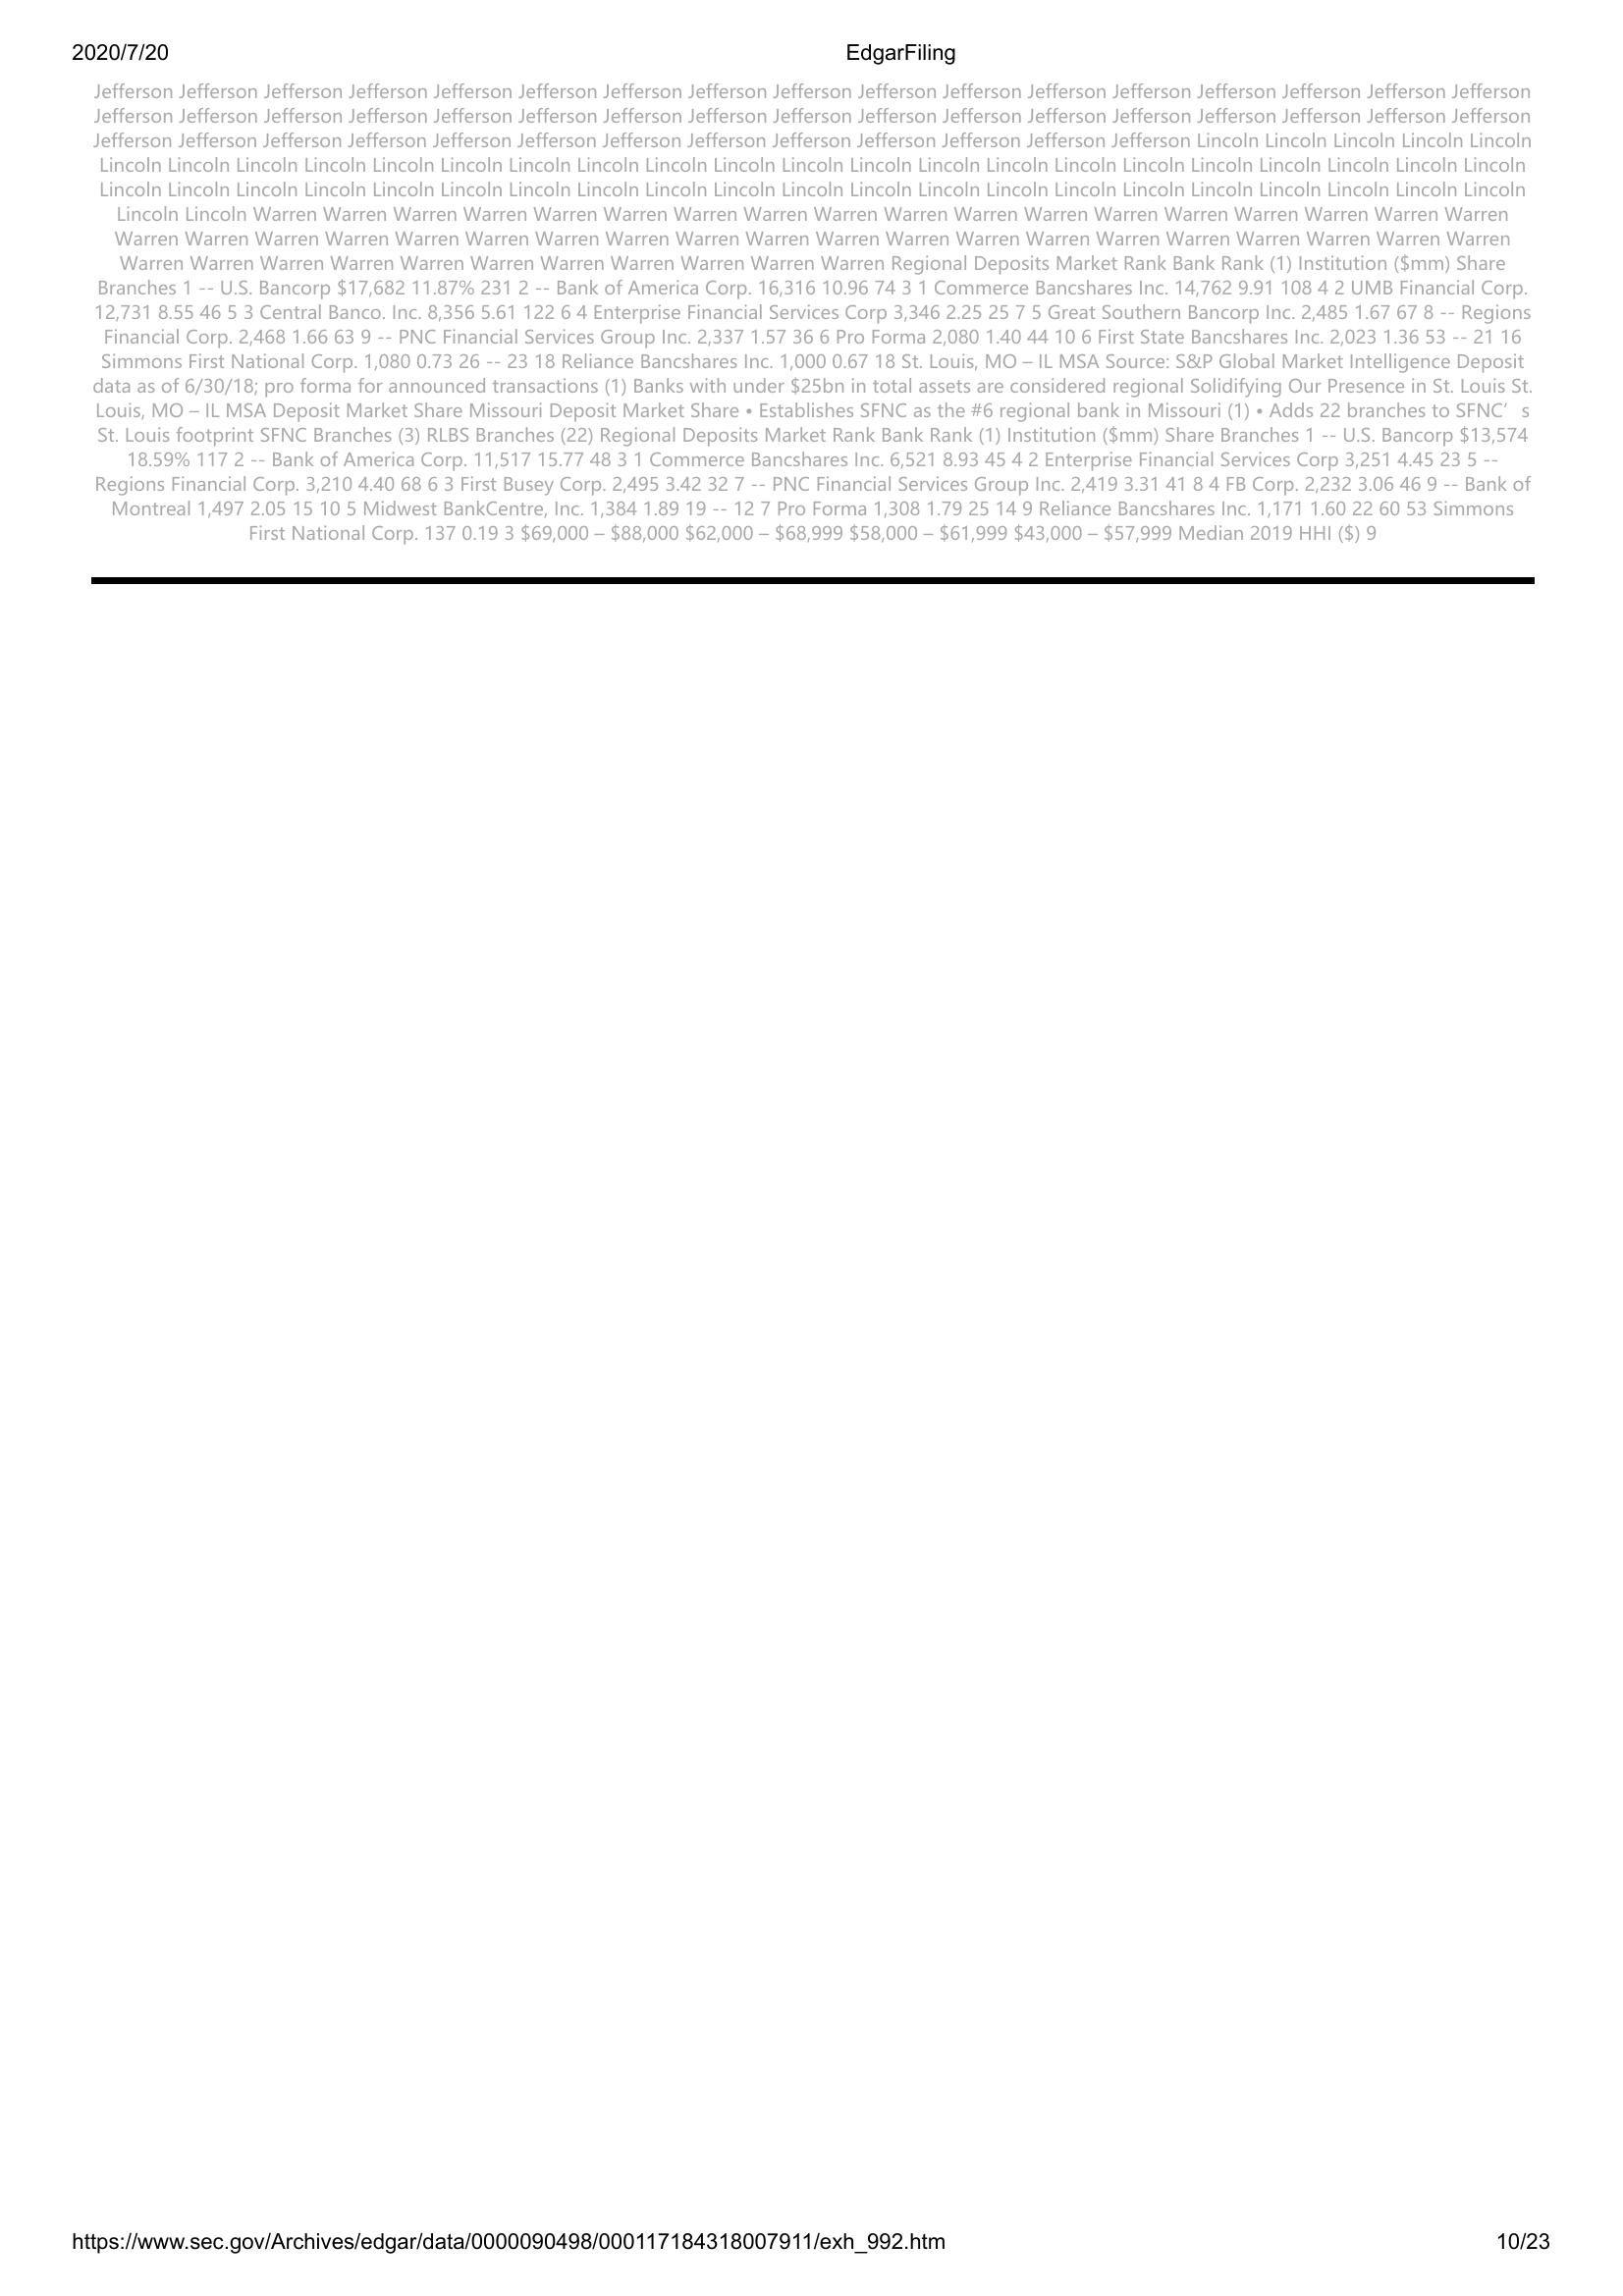 2020/7/20 EdgarFiling
Jefferson Jefferson Jefferson Jefferson Jefferson Jefferson Jefferson Jefferson Jefferson Jefferson Jefferson Jefferson Jefferson Jefferson Jefferson Jefferson Jefferson
Jefferson Jefferson Jefferson Jefferson Jefferson Jefferson Jefferson Jefferson Jefferson Jefferson Jefferson Jefferson Jefferson Jefferson Jefferson Jefferson Jefferson
Jefferson Jefferson Jefferson Jefferson Jefferson Jefferson Jefferson Jefferson Jefferson Jefferson Jefferson Jefferson Jefferson Lincoln Lincoln Lincoln Lincoln Lincoln
Lincoln Lincoln Lincoln Lincoln Lincoln Lincoln Lincoln Lincoln Lincoln Lincoln Lincoln Lincoln Lincoln Lincoln Lincoln Lincoln Lincoln Lincoln Lincoln Lincoln Lincoln
Lincoln Lincoln Lincoln Lincoln Lincoln Lincoln Lincoln Lincoln Lincoln Lincoln Lincoln Lincoln Lincoln Lincoln Lincoln Lincoln Lincoln Lincoln Lincoln Lincoln Lincoln
Lincoln Lincoln Warren Warren Warren Warren Warren Warren Warren Warren Warren Warren Warren Warren Warren Warren Warren Warren Warren Warren
Warren Warren Warren Warren Warren Warren Warren Warren Warren Warren Warren Warren Warren Warren Warren Warren Warren Warren Warren Warren
Warren Warren Warren Warren Warren Warren Warren Warren Warren Warren Warren Regional Deposits Market Rank Bank Rank (1) Institution ($mm) Share
Branches 1 -- U.S. Bancorp $17,682 11.87% 231 2 -- Bank of America Corp. 16,316 10.96 74 3 1 Commerce Bancshares Inc. 14,762 9.91 108 4 2 UMB Financial Corp.
12,731 8.55 46 5 3 Central Banco. Inc. 8,356 5.61 122 6 4 Enterprise Financial Services Corp 3,346 2.25 25 7 5 Great Southern Bancorp Inc. 2,485 1.67 67 8 -- Regions
Financial Corp. 2,468 1.66 63 9 -- PNC Financial Services Group Inc. 2,337 1.57 36 6 Pro Forma 2,080 1.40 44 10 6 First State Bancshares Inc. 2,023 1.36 53 -- 21 16
Simmons First National Corp. 1,080 0.73 26 -- 23 18 Reliance Bancshares Inc. 1,000 0.67 18 St. Louis, MO – IL MSA Source: S&P Global Market Intelligence Deposit
data as of 6/30/18; pro forma for announced transactions (1) Banks with under $25bn in total assets are considered regional Solidifying Our Presence in St. Louis St.
Louis, MO – IL MSA Deposit Market Share Missouri Deposit Market Share • Establishes SFNC as the #6 regional bank in Missouri (1) • Adds 22 branches to SFNC’s
St. Louis footprint SFNC Branches (3) RLBS Branches (22) Regional Deposits Market Rank Bank Rank (1) Institution ($mm) Share Branches 1 -- U.S. Bancorp $13,574
18.59% 117 2 -- Bank of America Corp. 11,517 15.77 48 3 1 Commerce Bancshares Inc. 6,521 8.93 45 4 2 Enterprise Financial Services Corp 3,251 4.45 23 5 --
Regions Financial Corp. 3,210 4.40 68 6 3 First Busey Corp. 2,495 3.42 32 7 -- PNC Financial Services Group Inc. 2,419 3.31 41 8 4 FB Corp. 2,232 3.06 46 9 -- Bank of
Montreal 1,497 2.05 15 10 5 Midwest BankCentre, Inc. 1,384 1.89 19 -- 12 7 Pro Forma 1,308 1.79 25 14 9 Reliance Bancshares Inc. 1,171 1.60 22 60 53 Simmons
First National Corp. 137 0.19 3 $69,000 – $88,000 $62,000 – $68,999 $58,000 – $61,999 $43,000 – $57,999 Median 2019 HHI ($) 9
https://www.sec.gov/Archives/edgar/data/0000090498/000117184318007911/exh_992.htm 10/23